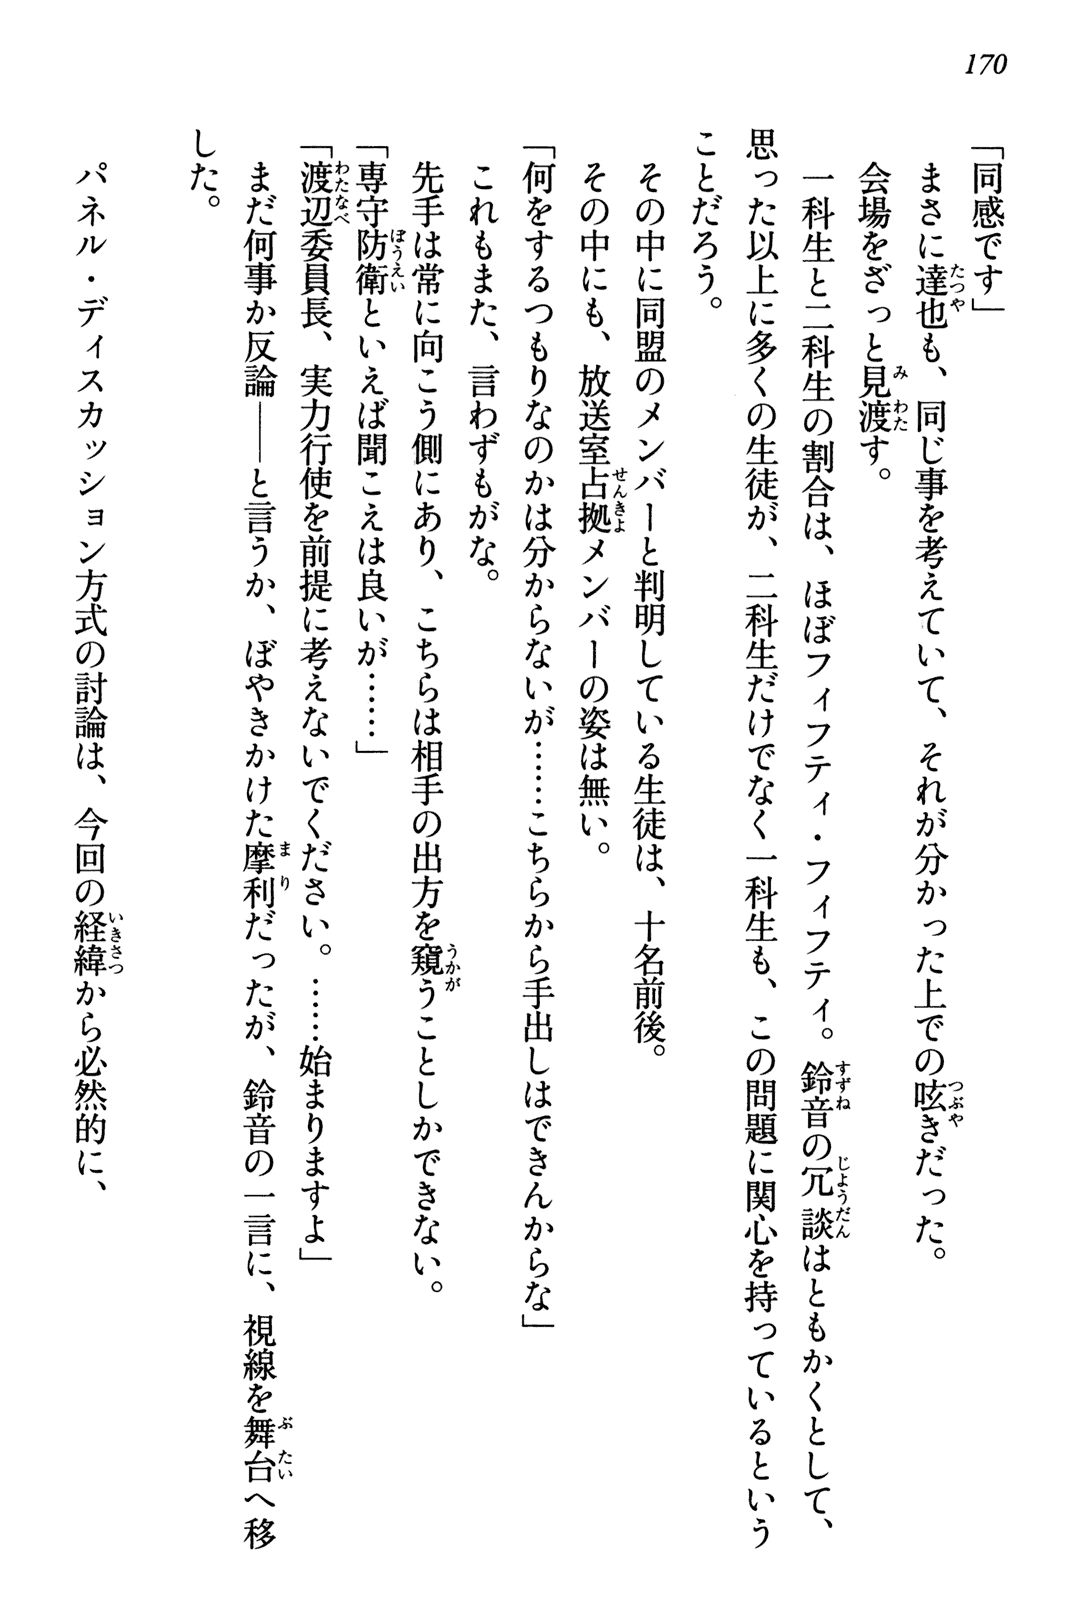 170
「同感です」
まさに達也も、同じ事を考えていて、それが分かった上での呟きだった。
会場をざっと見渡す。
一科生と二科生の割合は、ほぼフィフティ・フィフティ。鈴音の冗談はともかくとして、
思った以上に多くの生徒が、二科生だけでなく一科生も、この問題に関心を持っているという
ことだろう。
その中に同盟のメンバーと判明している生徒は、十名前後。
その中にも、放送室占拠メンバーの姿は無い。
「何をするつもりなのかは分からないが……こちらから手出しはできんからな」
これもまた、言わずもがな。
先手は常に向こう側にあり、こちらは相手の出方を窺うことしかできない。
「専守防衛といえば聞こえは良いが……」
「渡辺委員長、実力行使を前提に考えないでください。……始まりますよ」
まだ何事か反論――と言うか、ぼやきかけた摩利だったが、鈴音の一言に、視線を舞台へ移
した。
パネル・ディスカッション方式の討論は、今回の経緯から必然的に、